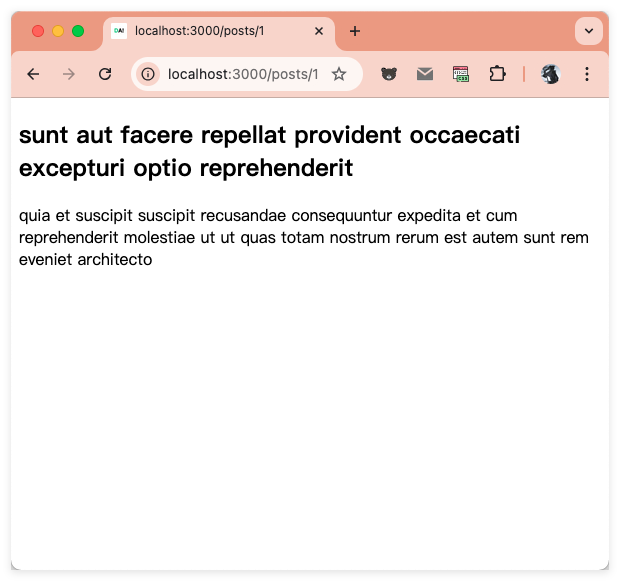 DA!
localhost:3000/posts/1
localhost:3000/posts/1
sunt aut facere repellat provident occaecati
excepturi optio reprehenderit
quia et suscipit suscipit recusandae consequuntur expedita et cum
reprehenderit molestiae ut ut quas totam nostrum rerum est autem sunt rem
eveniet architecto